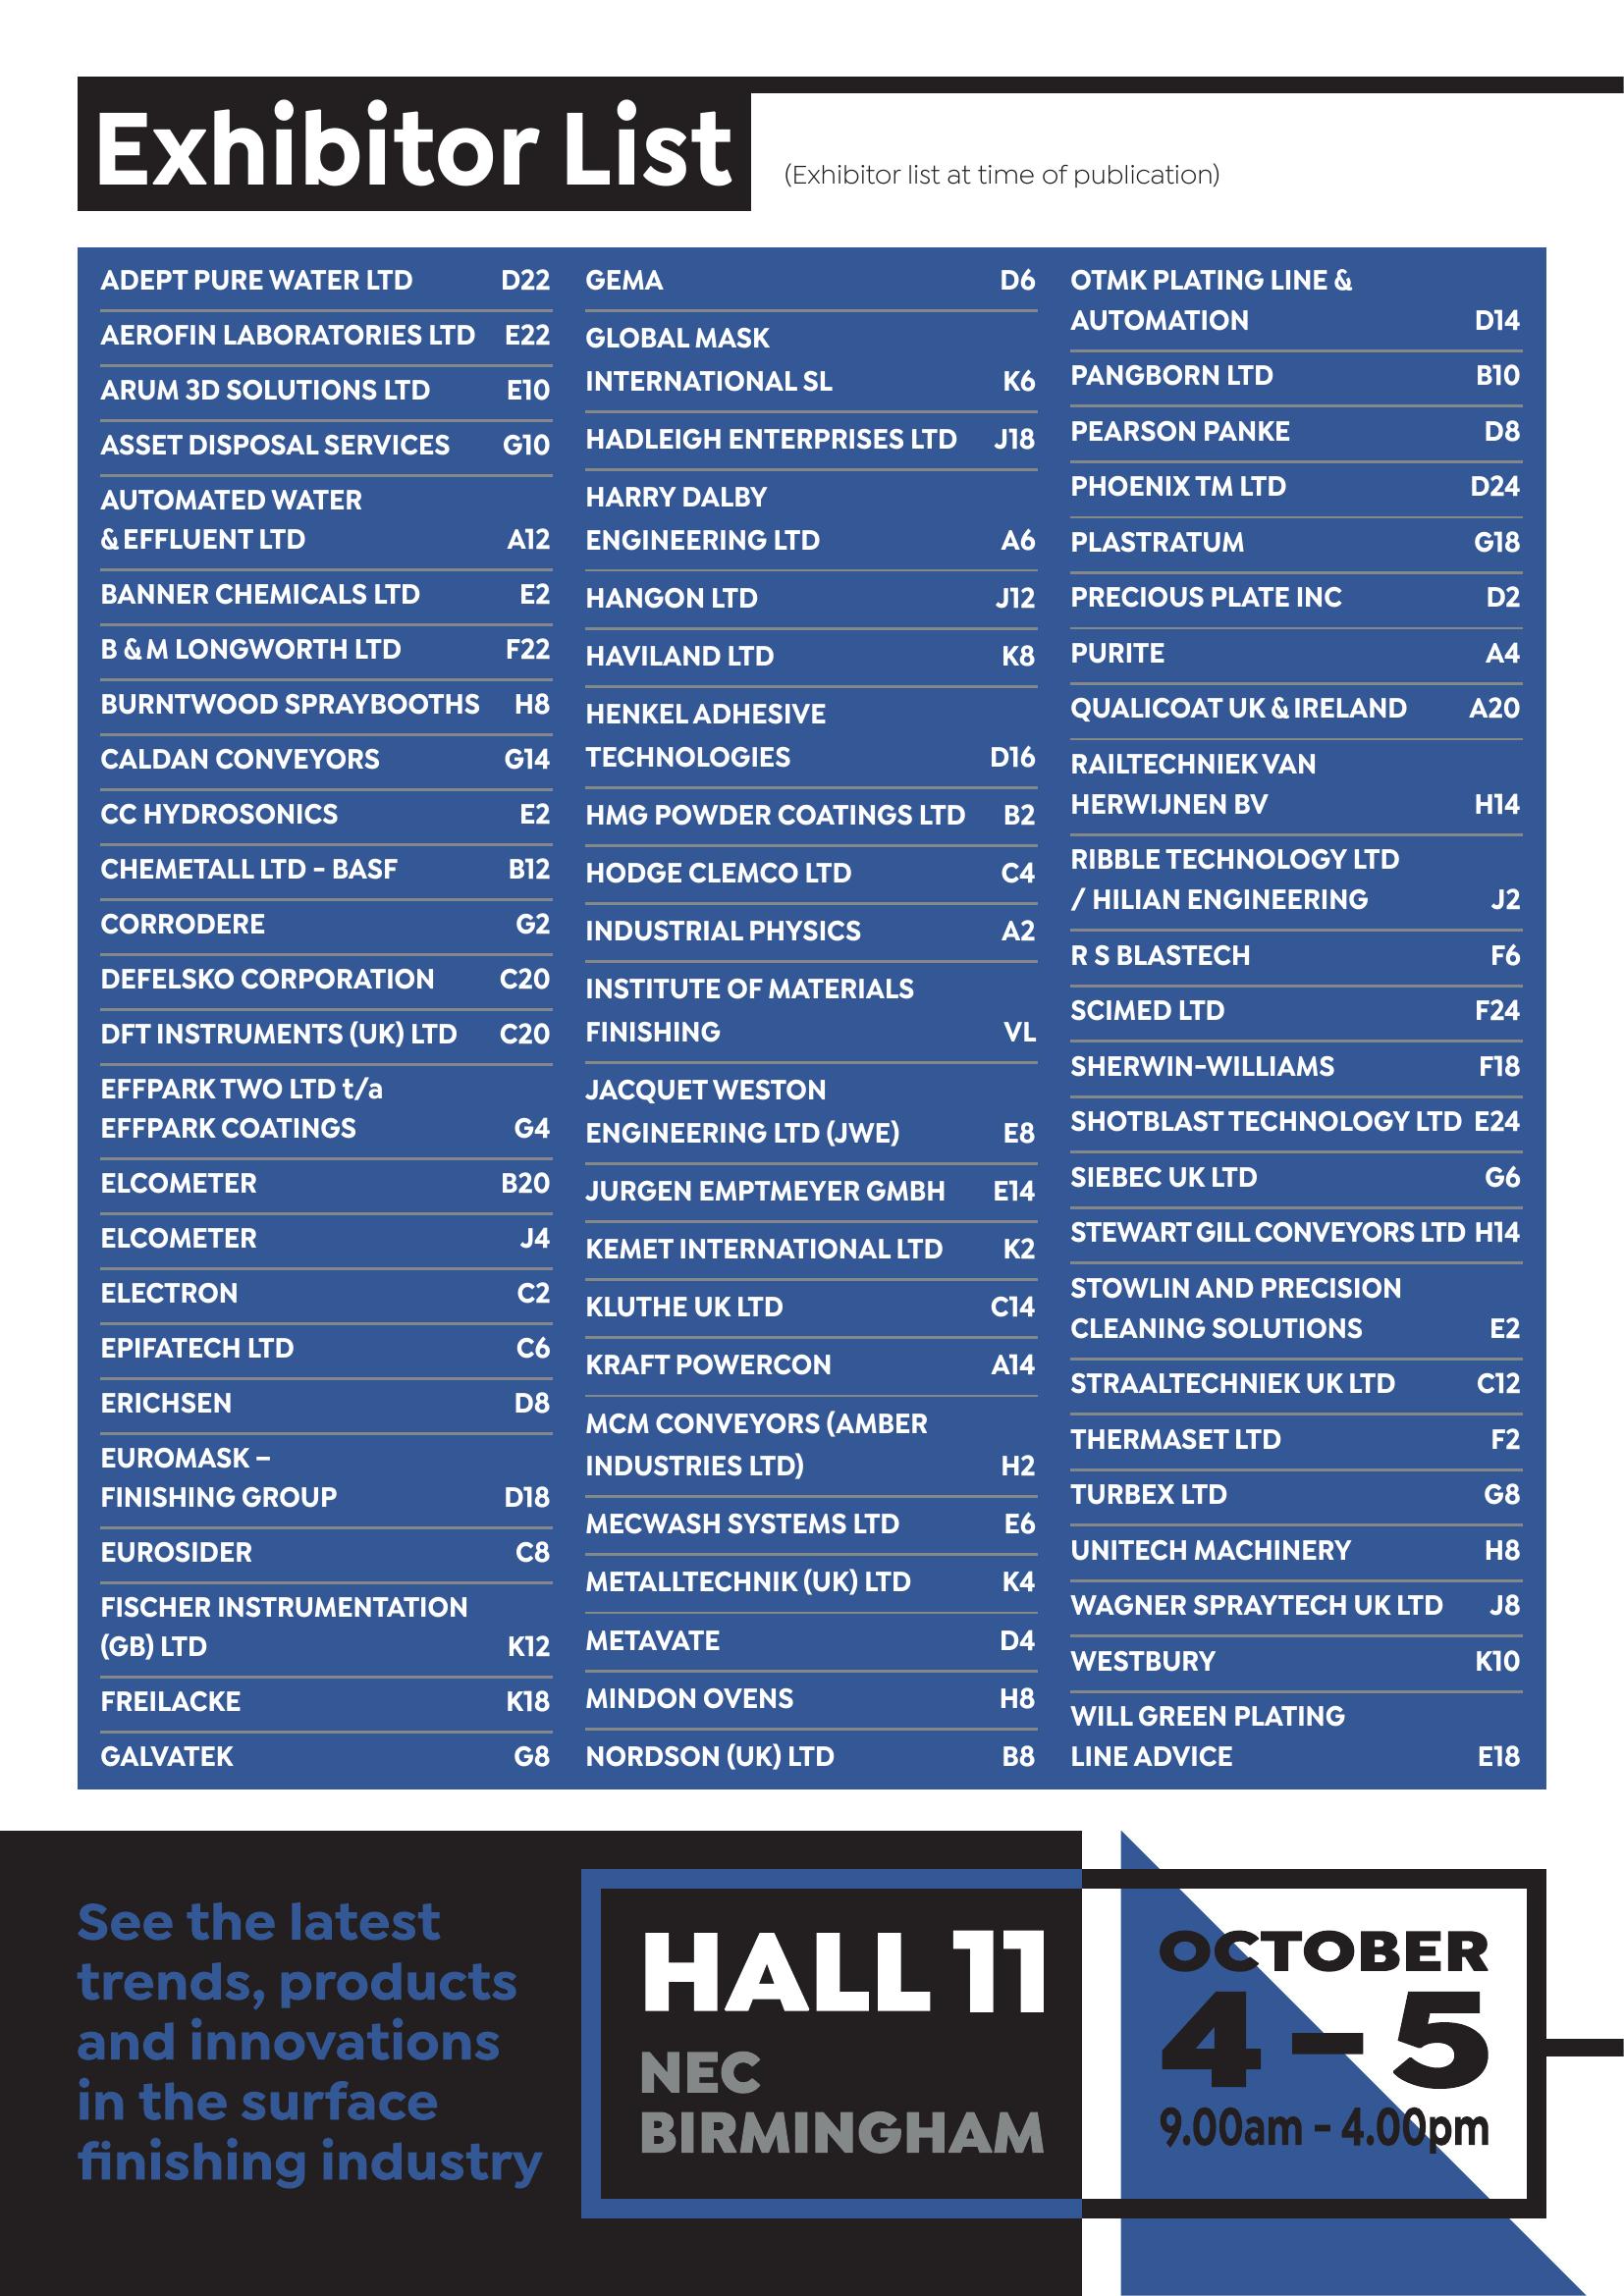 Exhibitor List
(Exhibitor list at time of publication)
ADEPT PURE WATER LTD D22
AEROFIN LABORATORIES LTD E22
ARUM 3D SOLUTIONS LTD E10
ASSET DISPOSAL SERVICES G10
AUTOMATED WATER
& EFFLUENT LTD A12
BANNER CHEMICALS LTD E2
B & M LONGWORTH LTD F22
BURNTWOOD SPRAYBOOTHS H8
CALDAN CONVEYORS G14
CC HYDROSONICS E2
CHEMETALL LTD - BASF B12
CORRODERE G2
DEFELSKO CORPORATION C20
DFT INSTRUMENTS (UK) LTD C20
EFFPARK TWO LTD t/a
EFFPARK COATINGS G4
ELCOMETER B20
ELCOMETER J4
ELECTRON C2
EPIFATECH LTD C6
ERICHSEN D8
EUROMASK –
FINISHING GROUP D18
EUROSIDER C8
FISCHER INSTRUMENTATION
(GB) LTD K12
FREILACKE K18
GALVATEK G8
GEMA D6
GLOBAL MASK
INTERNATIONAL SL K6
HADLEIGH ENTERPRISES LTD J18
HARRY DALBY
ENGINEERING LTD A6
HANGON LTD J12
HAVILAND LTD K8
HENKEL ADHESIVE
TECHNOLOGIES D16
HMG POWDER COATINGS LTD B2
HODGE CLEMCO LTD C4
INDUSTRIAL PHYSICS A2
INSTITUTE OF MATERIALS
FINISHING VL
JACQUET WESTON
ENGINEERING LTD (JWE) E8
JURGEN EMPTMEYER GMBH E14
KEMET INTERNATIONAL LTD K2
KLUTHE UK LTD C14
KRAFT POWERCON A14
MCM CONVEYORS (AMBER
INDUSTRIES LTD) H2
MECWASH SYSTEMS LTD E6
METALLTECHNIK (UK) LTD K4
METAVATE D4
MINDON OVENS H8
NORDSON (UK) LTD B8
OTMK PLATING LINE &
AUTOMATION D14
PANGBORN LTD B10
PEARSON PANKE D8
PHOENIX TM LTD D24
PLASTRATUM G18
PRECIOUS PLATE INC D2
PURITE A4
QUALICOAT UK & IRELAND A20
RAILTECHNIEK VAN
HERWIJNEN BV H14
RIBBLE TECHNOLOGY LTD
/ HILIAN ENGINEERING J2
R S BLASTECH F6
SCIMED LTD F24
SHERWIN-WILLIAMS F18
SHOTBLAST TECHNOLOGY LTD E24
SIEBEC UK LTD G6
STEWART GILL CONVEYORS LTD H14
STOWLIN AND PRECISION
CLEANING SOLUTIONS E2
STRAALTECHNIEK UK LTD C12
THERMASET LTD F2
TURBEX LTD G8
UNITECH MACHINERY H8
WAGNER SPRAYTECH UK LTD J8
WESTBURY K10
WILL GREEN PLATING
LINE ADVICE E18
See the latest
trends, products
and innovations
in the surface
finishing industry
HALL 11
NEC
BIRMINGHAM
OCTOBER
4 - 5
9.00am - 4.00pm